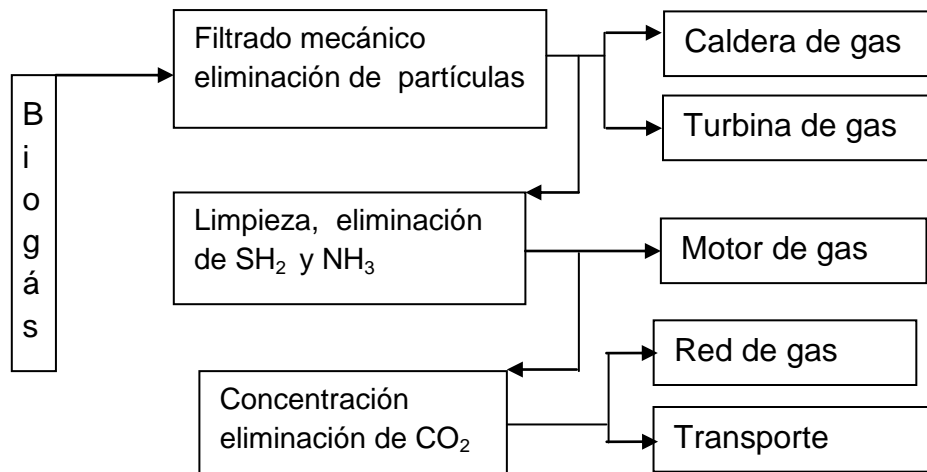 Biogás
Filtrado mecánico
eliminación de partículas
Caldera de gas
Turbina de gas
Limpieza, eliminación
de SH₂ y NH₃
Motor de gas
Concentración
eliminación de CO₂
Red de gas
Transporte